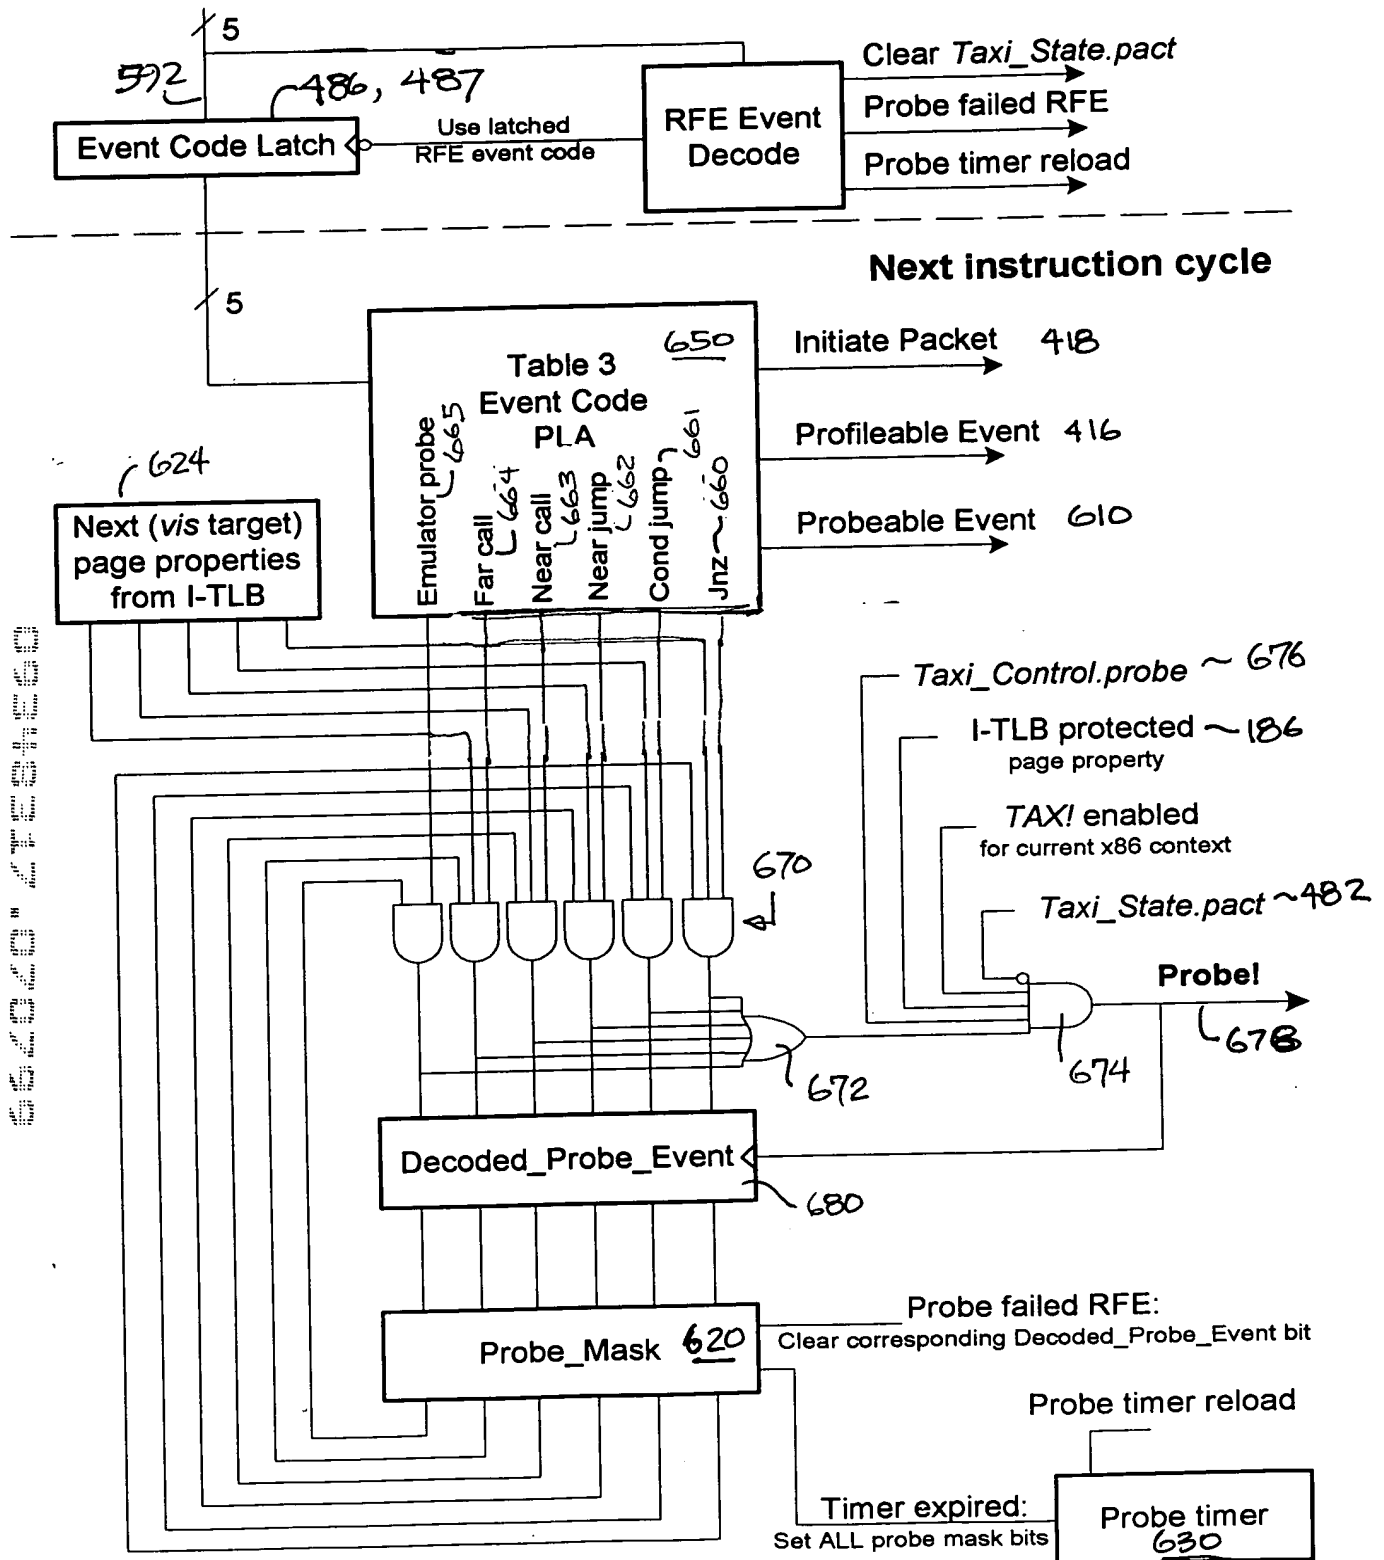 5
592
486, 487
Event Code Latch
Use latched
RFE event code
RFE Event
Decode
Clear Taxi_State.pact
Probe failed RFE
Probe timer reload
Next instruction cycle
5
Table 3
Event Code
PLA
650
Emulator probe 665
Far call 664
Near call 663
Near jump 662
Cond jump 661
Jnz 660
Initiate Packet 418
Profileable Event 416
Probeable Event 610
624
Next (vis target)
page properties
from I-TLB
Taxi_Control.probe ~ 676
I-TLB protected ~ 186
page property
TAX! enabled
for current x86 context
Taxi_State.pact ~ 482
670
Probe!
678
672
674
Decoded_Probe_Event
680
Probe_Mask 620
Probe failed RFE:
Clear corresponding Decoded_Probe_Event bit
Probe timer reload
Timer expired:
Set ALL probe mask bits
Probe timer
630